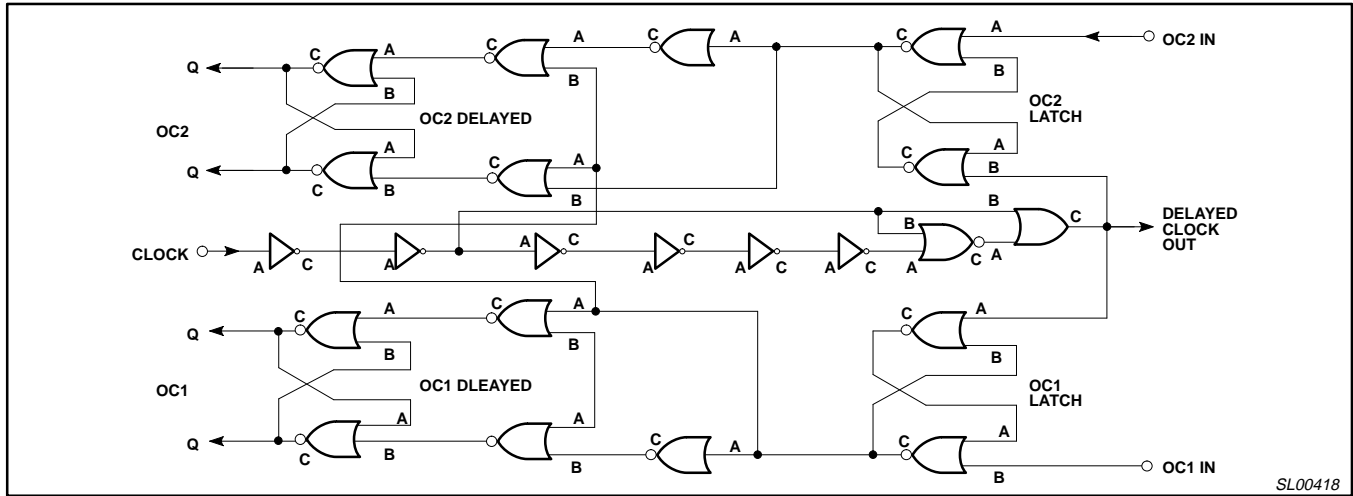 C A C A C A C A OC2 IN
Q B B B
OC2 OC2 DELAYED OC2
LATCH
A C A C A
Q C B B B
B C DELAYED
CLOCK
OUT
CLOCK A C A A C A C A C A C B A C A
Q C A C A C A
B B B
OC1 OC1 DLEAYED OC1
LATCH
A C A C A C A
Q C B B B OC1 IN
SL00418